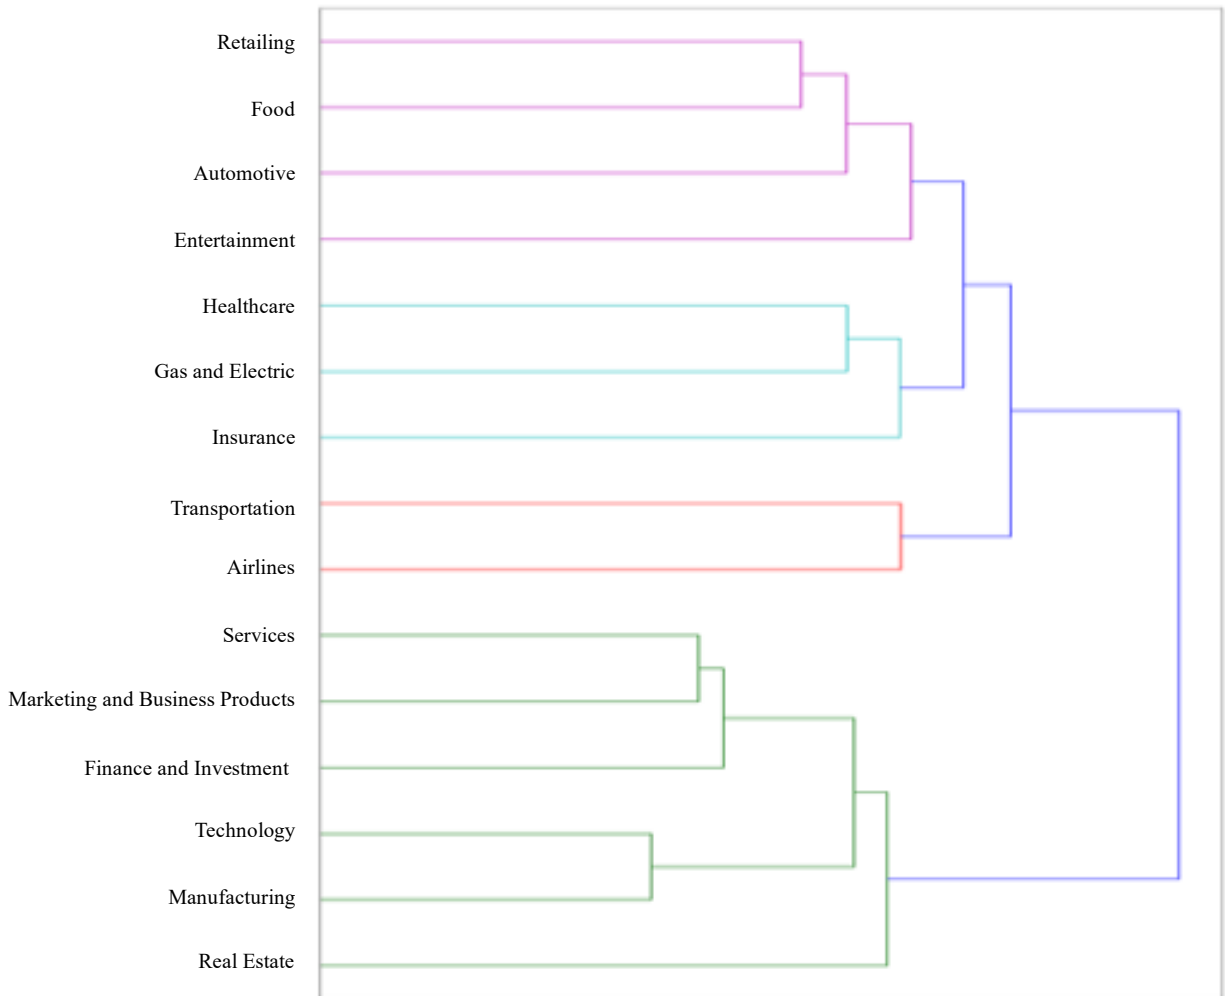 Retailing
Food
Automotive
Entertainment
Healthcare
Gas and Electric
Insurance
Transportation
Airlines
Services
Marketing and Business Products
Finance and Investment
Technology
Manufacturing
Real Estate